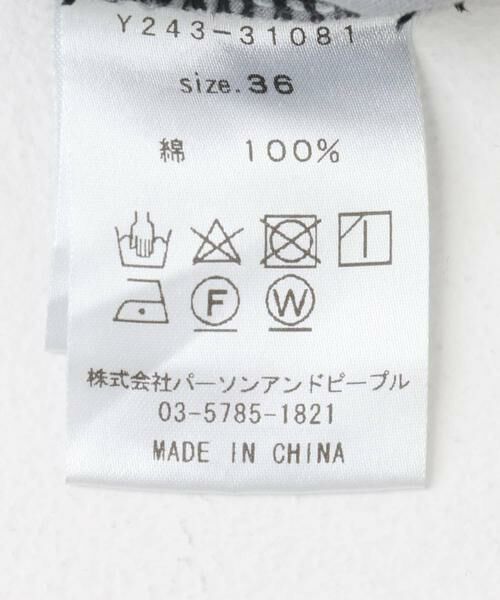 Y243-31081
size.36
綿 100%
F W
株式会社パーソンアンドピープル
03-5785-1821
MADE IN CHINA